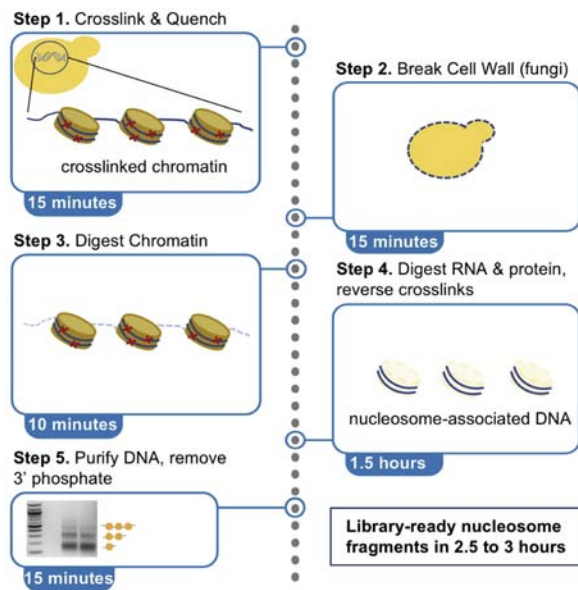 Step 1. Crosslink & Quench
crosslinked chromatin
15 minutes
Step 2. Break Cell Wall (fungi)
15 minutes
Step 3. Digest Chromatin
10 minutes
Step 4. Digest RNA & protein,
reverse crosslinks
nucleosome-associated DNA
1.5 hours
Step 5. Purify DNA, remove
3’ phosphate
15 minutes
Library-ready nucleosome
fragments in 2.5 to 3 hours